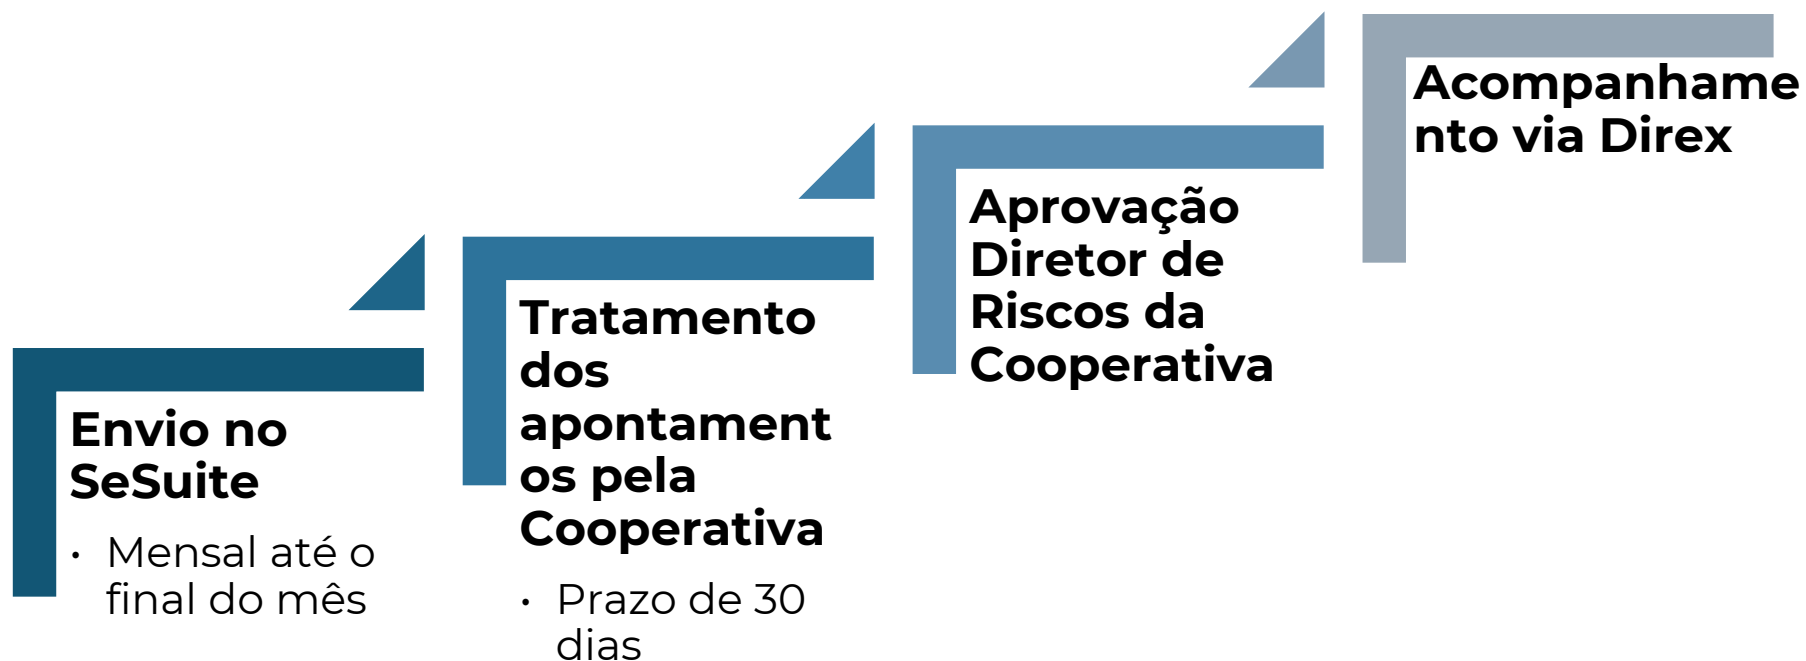 Envio no
SeSuite
• Mensal até o
final do mês
Tratamento
dos
apontament
os pela
Cooperativa
• Prazo de 30
dias
Aprovação
Diretor de
Riscos da
Cooperativa
Acompanhame
nto via Direx